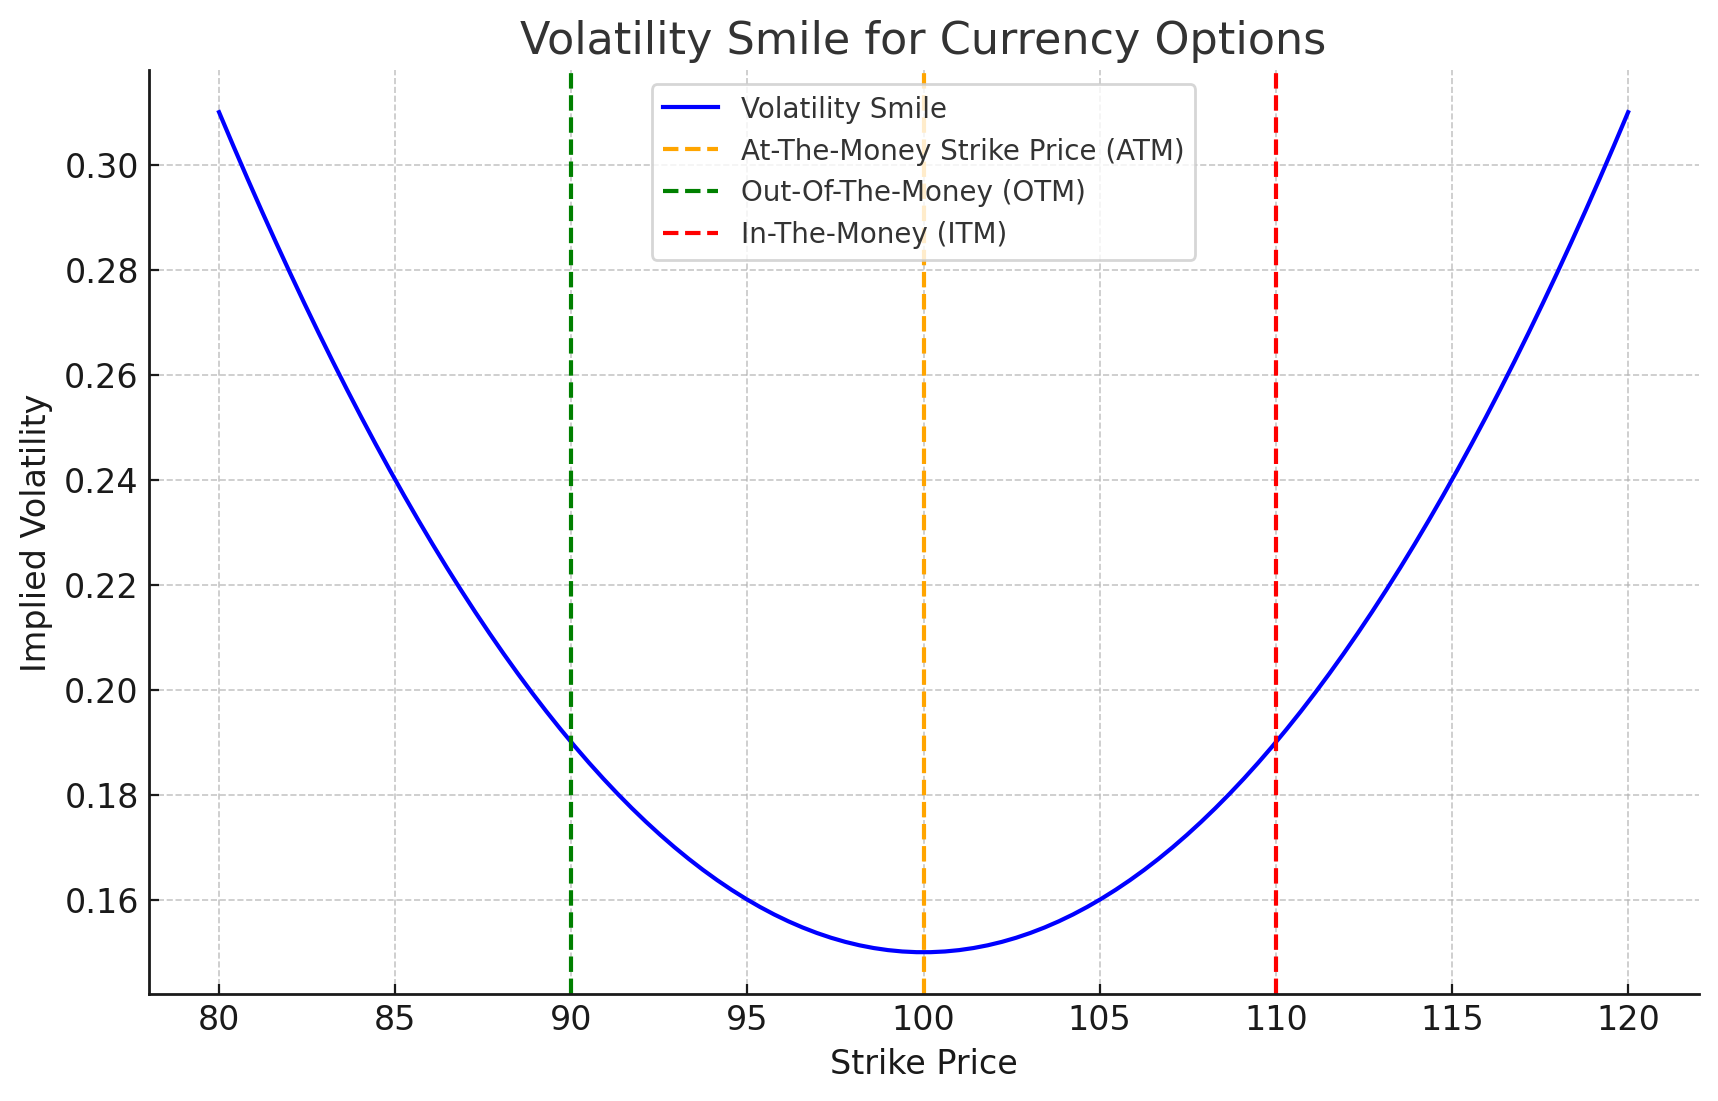 Volatility Smile for Currency Options
Volatility Smile
At-The-Money Strike Price (ATM)
Out-Of-The-Money (OTM)
In-The-Money (ITM)
Implied Volatility
0.30
0.28
0.26
0.24
0.22
0.20
0.18
0.16
80 85 90 95 100 105 110 115 120
Strike Price